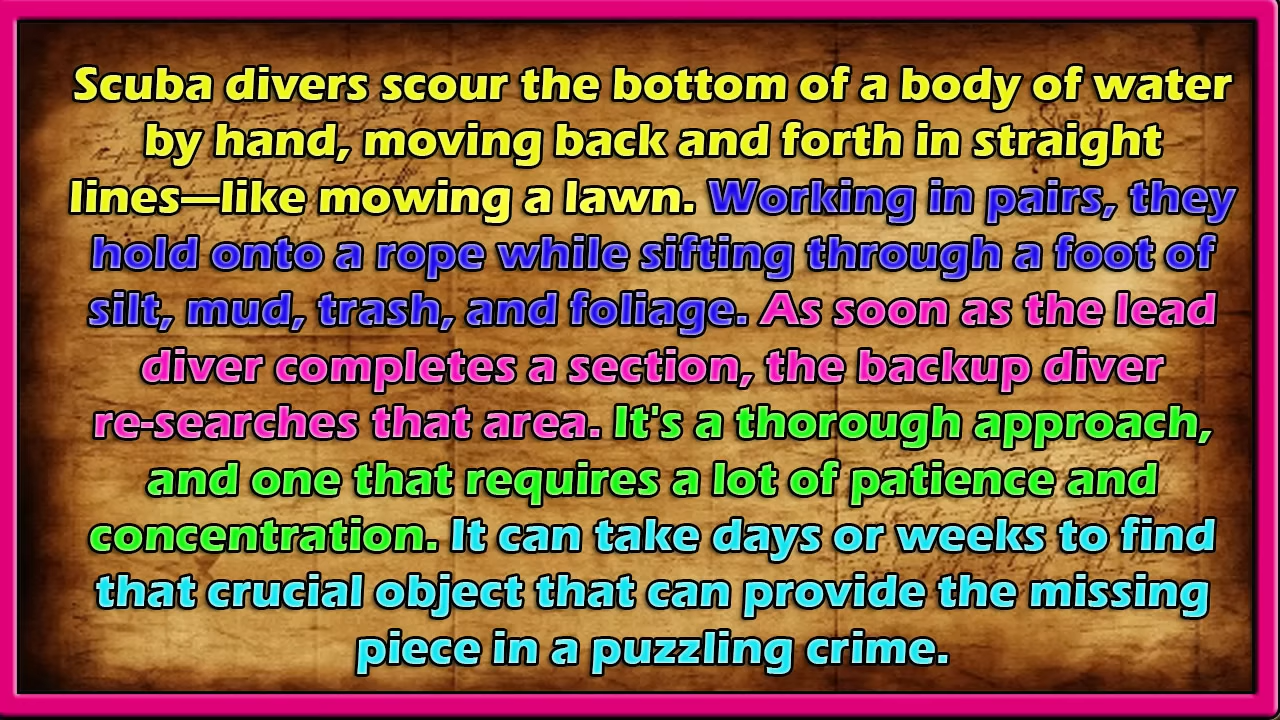 Scuba divers scour the bottom of a body of water
by hand, moving back and forth in straight
lines—like mowing a lawn. Working in pairs, they
hold onto a rope while sifting through a foot of
silt, mud, trash, and foliage. As soon as the lead
diver completes a section, the backup diver
re-searches that area. It's a thorough approach,
and one that requires a lot of patience and
concentration. It can take days or weeks to find
that crucial object that can provide the missing
piece in a puzzling crime.